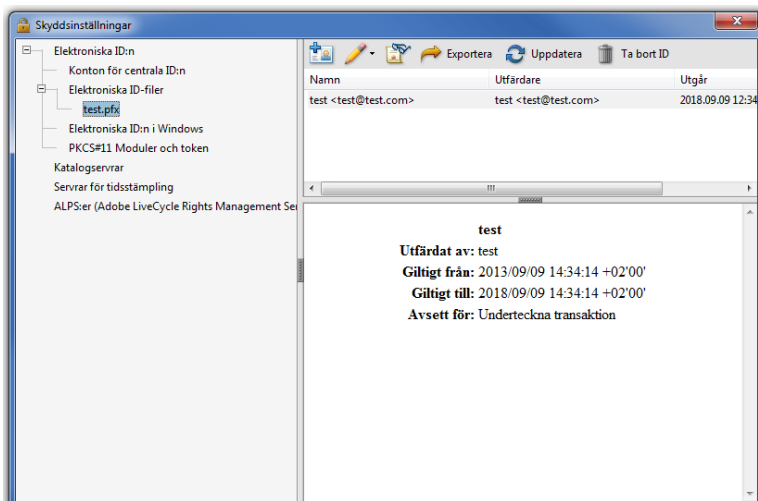 Skyddsinställningar
Elektroniska ID:n
Konton för centrala ID:n
Elektroniska ID-filer
test.pfx
Elektroniska ID:n i Windows
PKCS#11 Moduler och token
Katalogservrar
Servrar för tidsstämpling
ALPS:er (Adobe LiveCycle Rights Management Ser
Exportera Uppdatera Ta bort ID
Namn Utfärdare Utgår
test <test@test.com> test <test@test.com> 2018.09.09 12:34
test
Utfärdat av: test
Giltigt från: 2013/09/09 14:34:14 +02'00'
Giltigt till: 2018/09/09 14:34:14 +02'00'
Avsett för: Underteckna transaktion